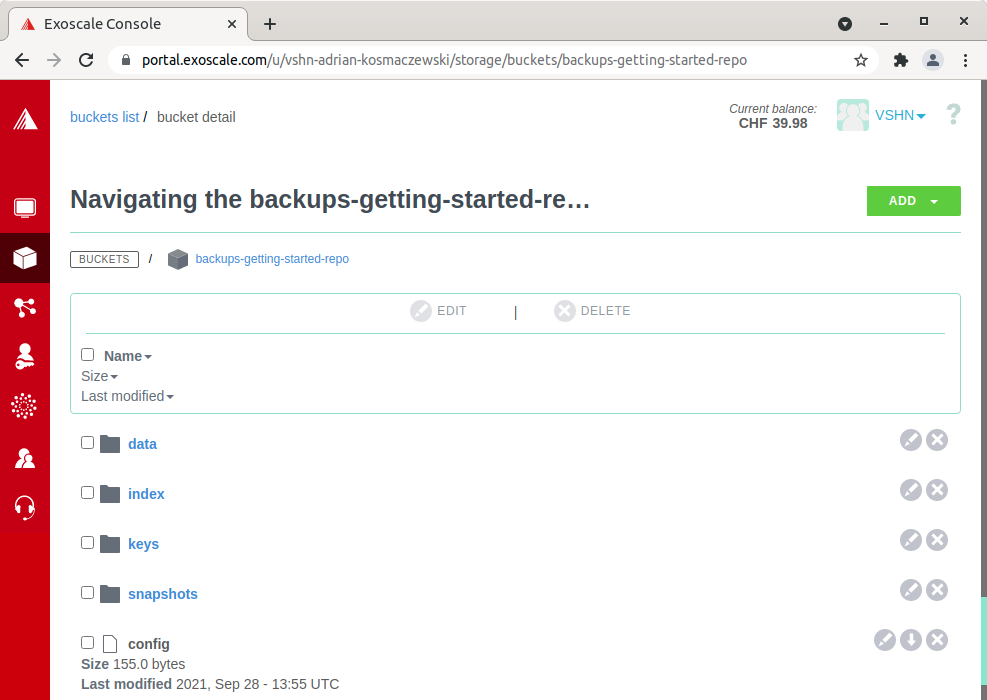 Exoscale Console
portal.exoscale.com/u/vshn-adrian-kosmaczewski/storage/buckets/backups-getting-started-repo
buckets list / bucket detail
Current balance:
CHF 39.98
VSHN
?
Navigating the backups-getting-started-re…
ADD
BUCKETS / backups-getting-started-repo
EDIT | DELETE
Name
Size
Last modified
data
index
keys
snapshots
config
Size 155.0 bytes
Last modified 2021, Sep 28 - 13:55 UTC